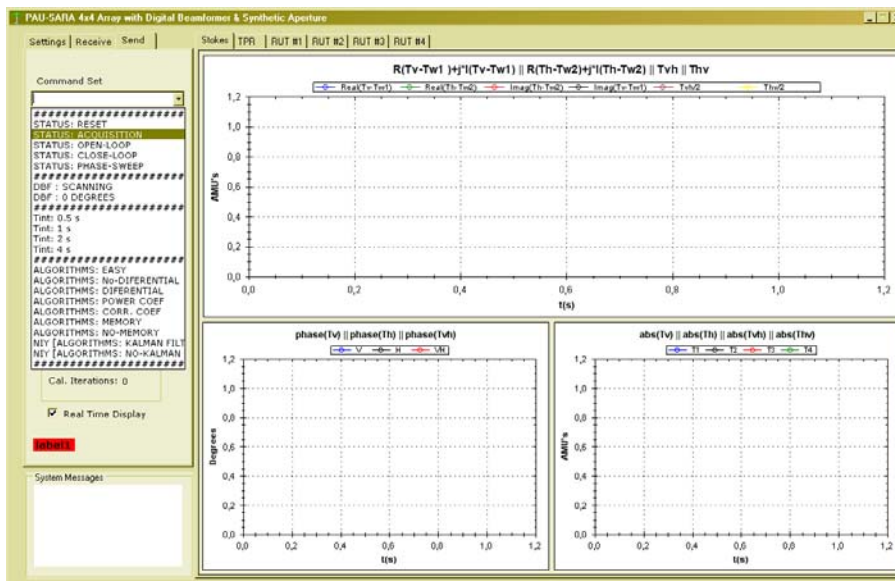 PAU-SARA 4x4 Array with Digital Beamformer & Synthetic Aperture
Settings Receive Send
Stokes TPR RUT #1 RUT #2 RUT #3 RUT #4
Command Set
######################
STATUS: RESET
STATUS: ACQUISITION
STATUS: OPEN-LOOP
STATUS: CLOSE-LOOP
STATUS: PHASE-SWEEP
######################
DBF : SCANNING
DBF : 0 DEGREES
######################
Tint: 0.5 s
Tint: 1 s
Tint: 2 s
Tint: 4 s
######################
ALGORITHMS: EASY
ALGORITHMS: No-DIFERENTIAL
ALGORITHMS: DIFERENTIAL
ALGORITHMS: POWER COEF
ALGORITHMS: CORR. COEF
ALGORITHMS: MEMORY
ALGORITHMS: NO-MEMORY
NIY [ALGORITHMS: KALMAN FILT
NIY [ALGORITHMS: NO-KALMAN
######################
Cal. Iterations: 0
Real Time Display
label1
System Messages
R(Tv-Tw1 )+j*I(Tv-Tw1) || R(Th-Tw2)+j*I(Th-Tw2) || Tvh || Thv
Real(Tv-Tw1) Real(Th-Tw2) Imag(Th-Tw2) Imag(Tv-Tw1) Tvh/2 Thv/2
1,2
1,0
0,8
0,6
0,4
0,2
0,0
AMU's
0,0 0,2 0,4 0,6 0,8 1,0 1,2
t(s)
phase(Tv) || phase(Th) || phase(Tvh)
V H VH
1,2
1,0
0,8
0,6
0,4
0,2
0,0
Degrees
0,0 0,2 0,4 0,6 0,8 1,0 1,2
t(s)
abs(Tv) || abs(Th) || abs(Tvh) || abs(Thv)
T1 T2 T3 T4
1,2
1,0
0,8
0,6
0,4
0,2
0,0
AMU's
0,0 0,2 0,4 0,6 0,8 1,0 1,2
t(s)